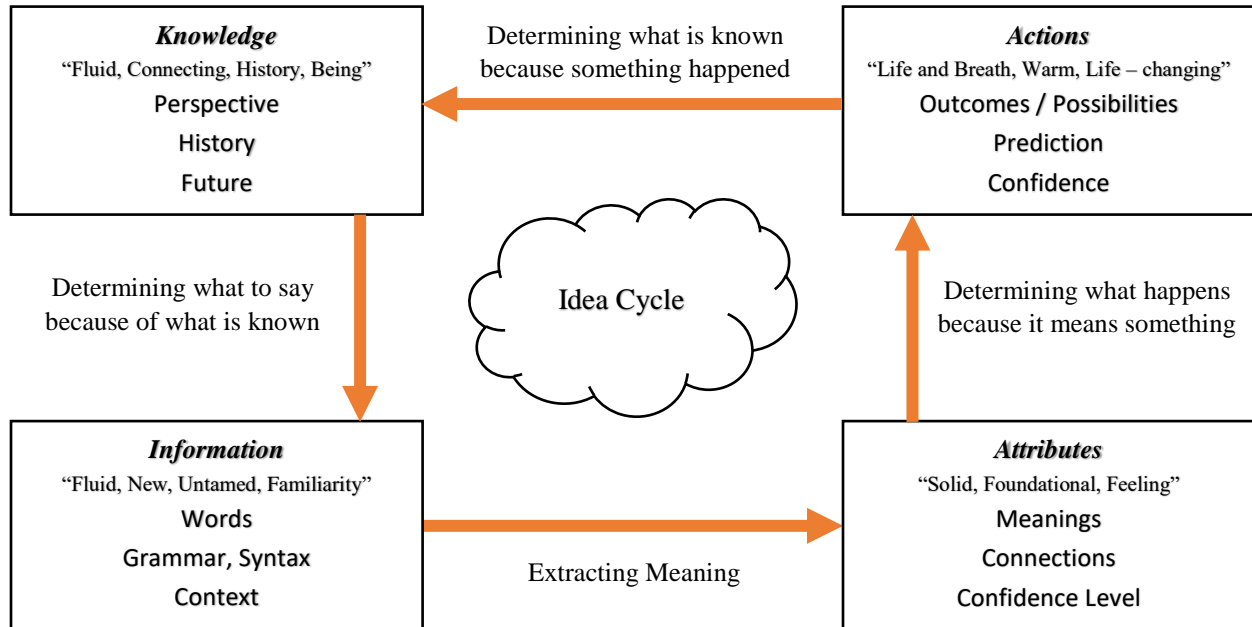 Knowledge
“Fluid, Connecting, History, Being”
Perspective
History
Future
Determining what is known
because something happened
Actions
“Life and Breath, Warm, Life – changing”
Outcomes / Possibilities
Prediction
Confidence
Determining what to say
because of what is known
Idea Cycle
Determining what happens
because it means something
Information
“Fluid, New, Untamed, Familiarity”
Words
Grammar, Syntax
Context
Extracting Meaning
Attributes
“Solid, Foundational, Feeling”
Meanings
Connections
Confidence Level